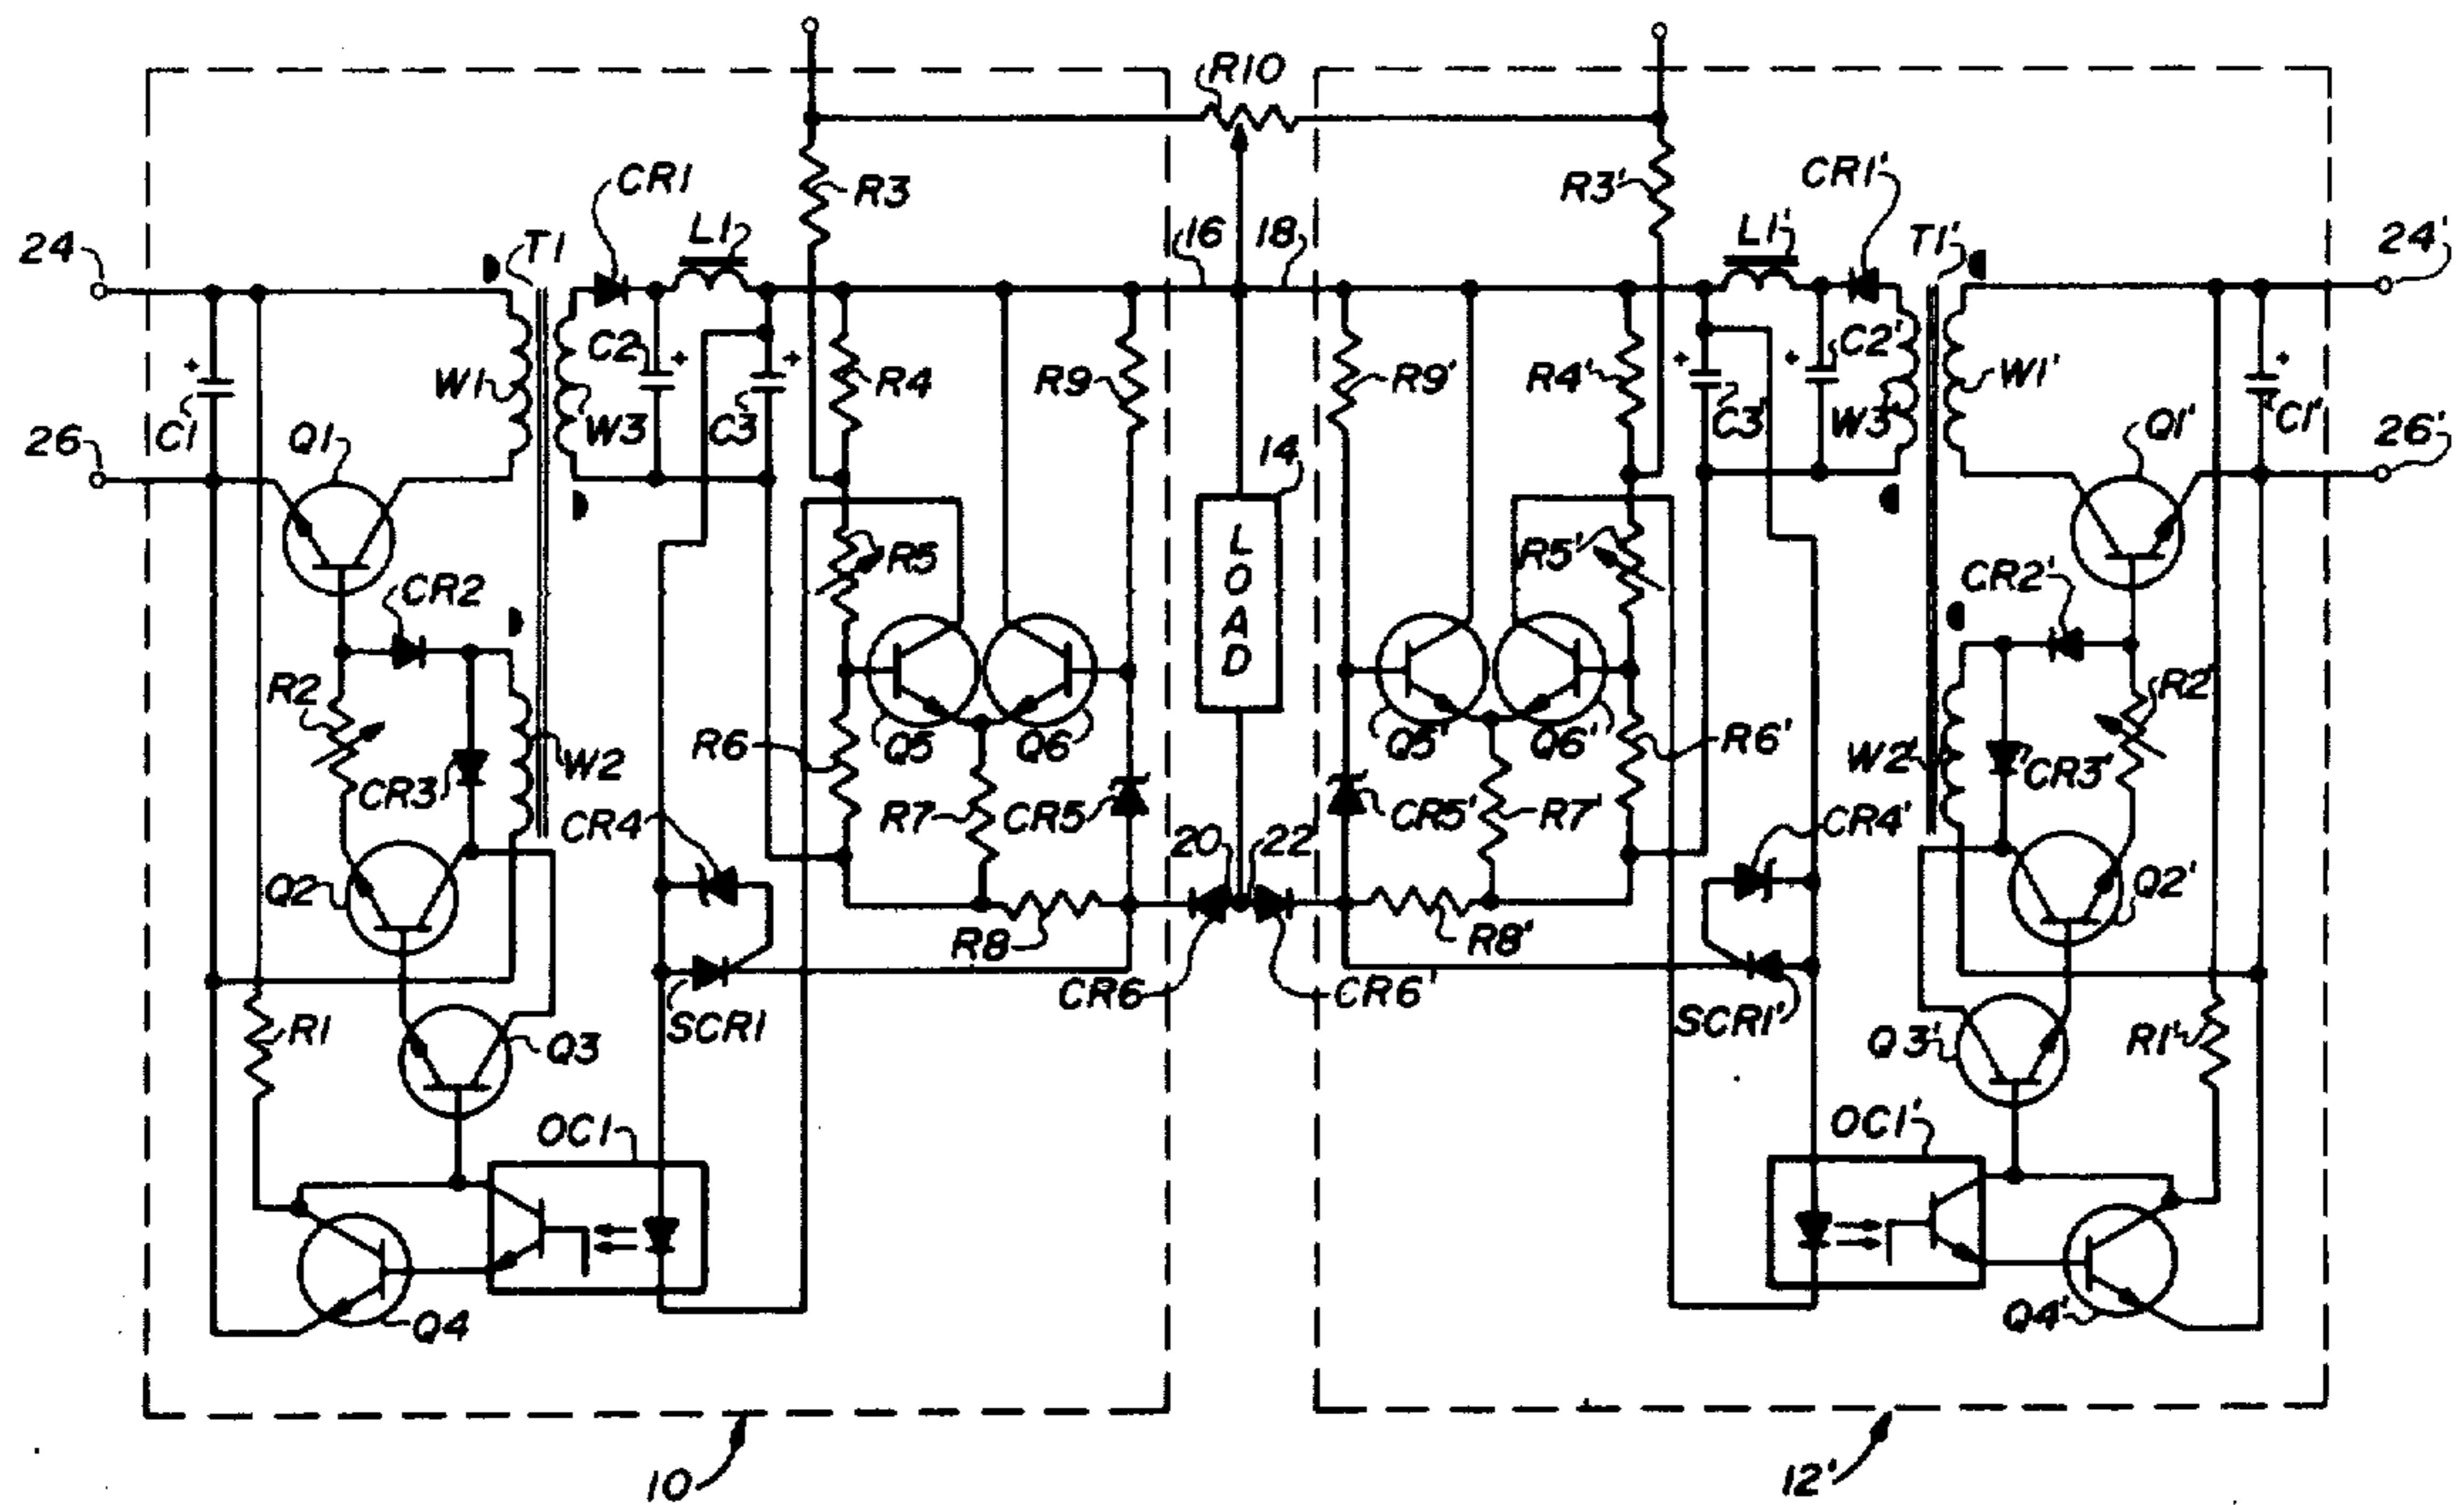 R10
CR1
R3
R3'
CR1'
24
T1
L1
16
18
L1'
T1'
24'
C2
C2'
W1
W3
C3
R4
R9
R9'
R4'
C3'
W3'
W1'
C1'
26
C1
Q1
14
Q1'
26'
LOAD
R5
R5'
CR2
CR2'
R2
R2'
R6
Q5
Q6
Q5'
Q6'
R6'
W2
W2'
CR3
CR3'
CR4
R7
CR5
20
22
CR5'
R7'
CR4'
Q2
Q2'
R8
R8'
CR6
CR6'
R1
SCR1
SCR1'
Q3
Q3'
R1'
OC1
OC1'
Q4
Q4'
10
12'